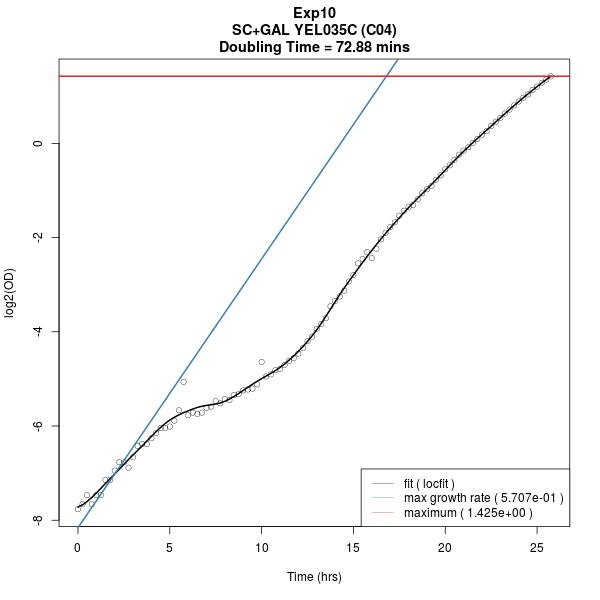 Exp10
SC+GAL YEL035C (C04)
Doubling Time = 72.88 mins
log2(OD)
0
-2
-4
-6
-8
0 5 10 15 20 25
Time (hrs)
fit ( locfit )
max growth rate ( 5.707e-01 )
maximum ( 1.425e+00 )